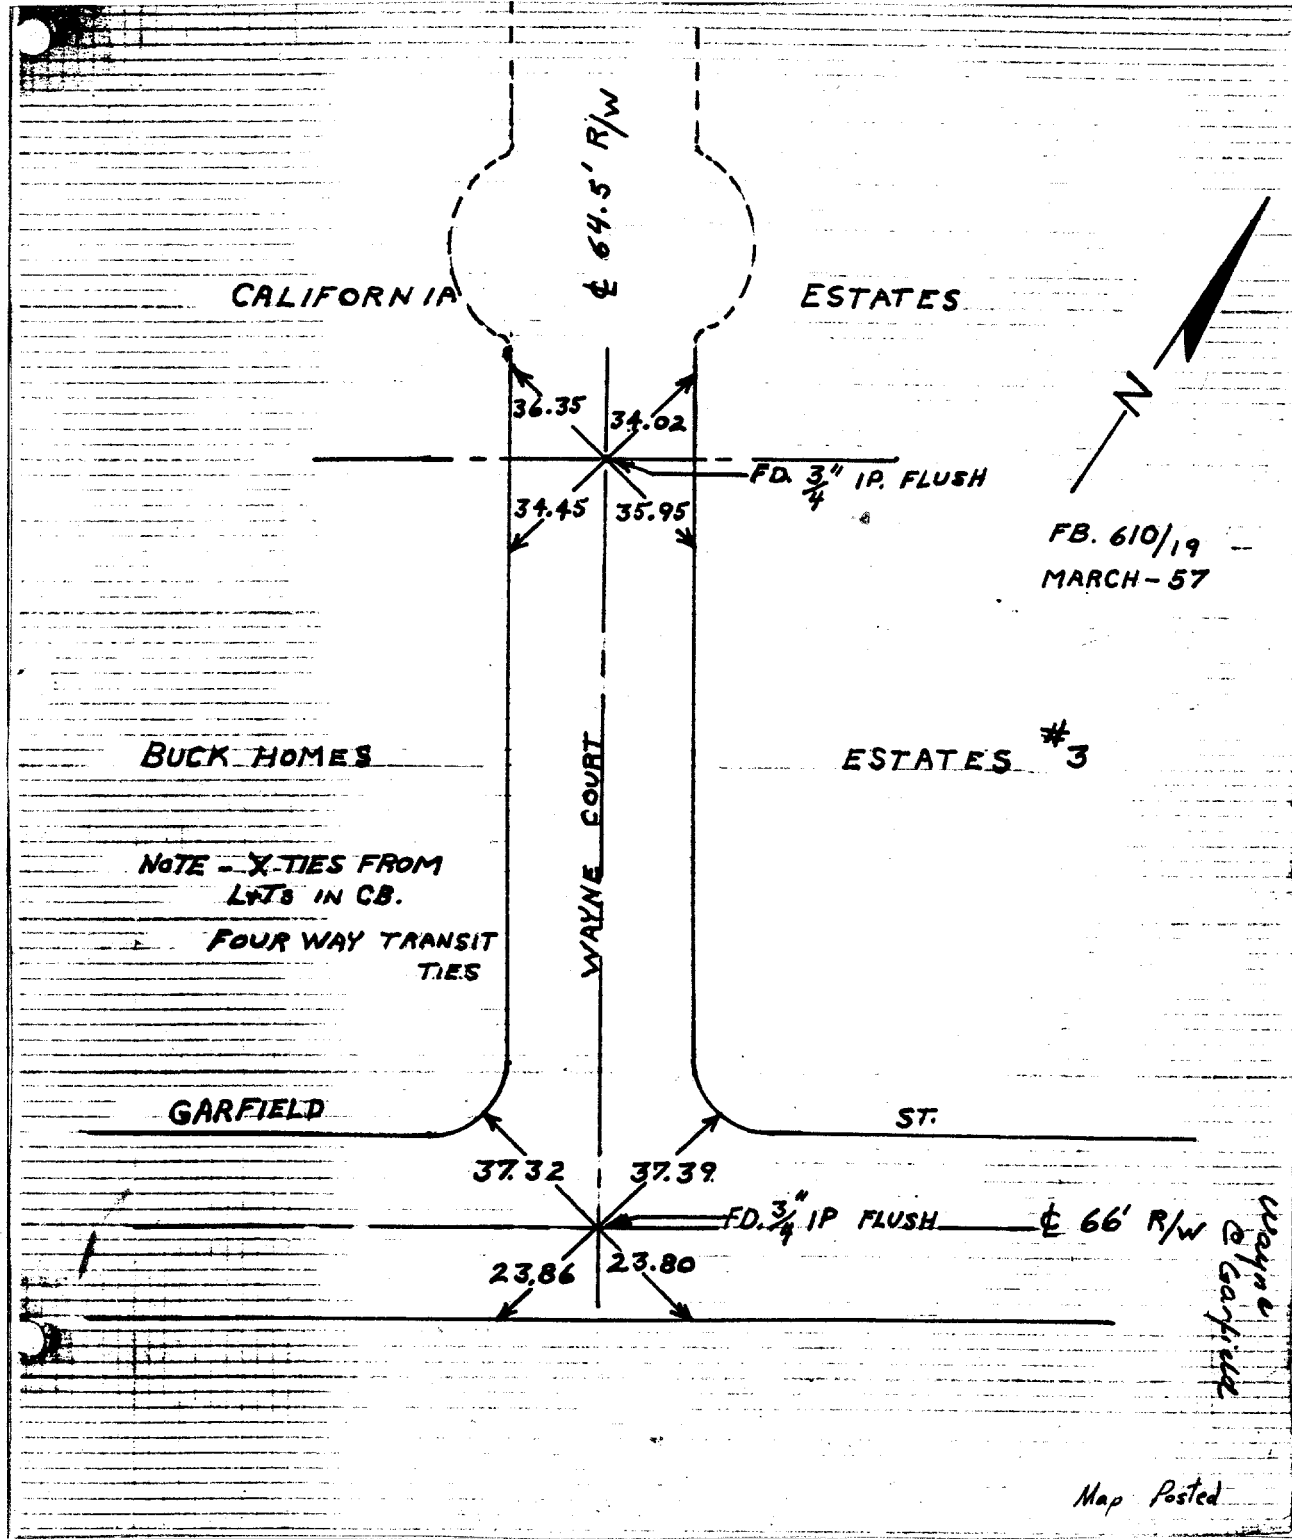 ℄ 64.5' R/W
CALIFORNIA ESTATES
N
36.35 34.02
FD. 3/4" IP. FLUSH
34.45 35.95
FB. 610/19
MARCH - 57
BUCK HOMES ESTATES #3
WAYNE COURT
NOTE - X TIES FROM
L&TS IN CB.
FOUR WAY TRANSIT
TIES
GARFIELD ST.
37.32 37.39
FD. 3/4" IP FLUSH ℄ 66' R/W
23.86 23.80
Wayne
@ Garfield
Map Posted